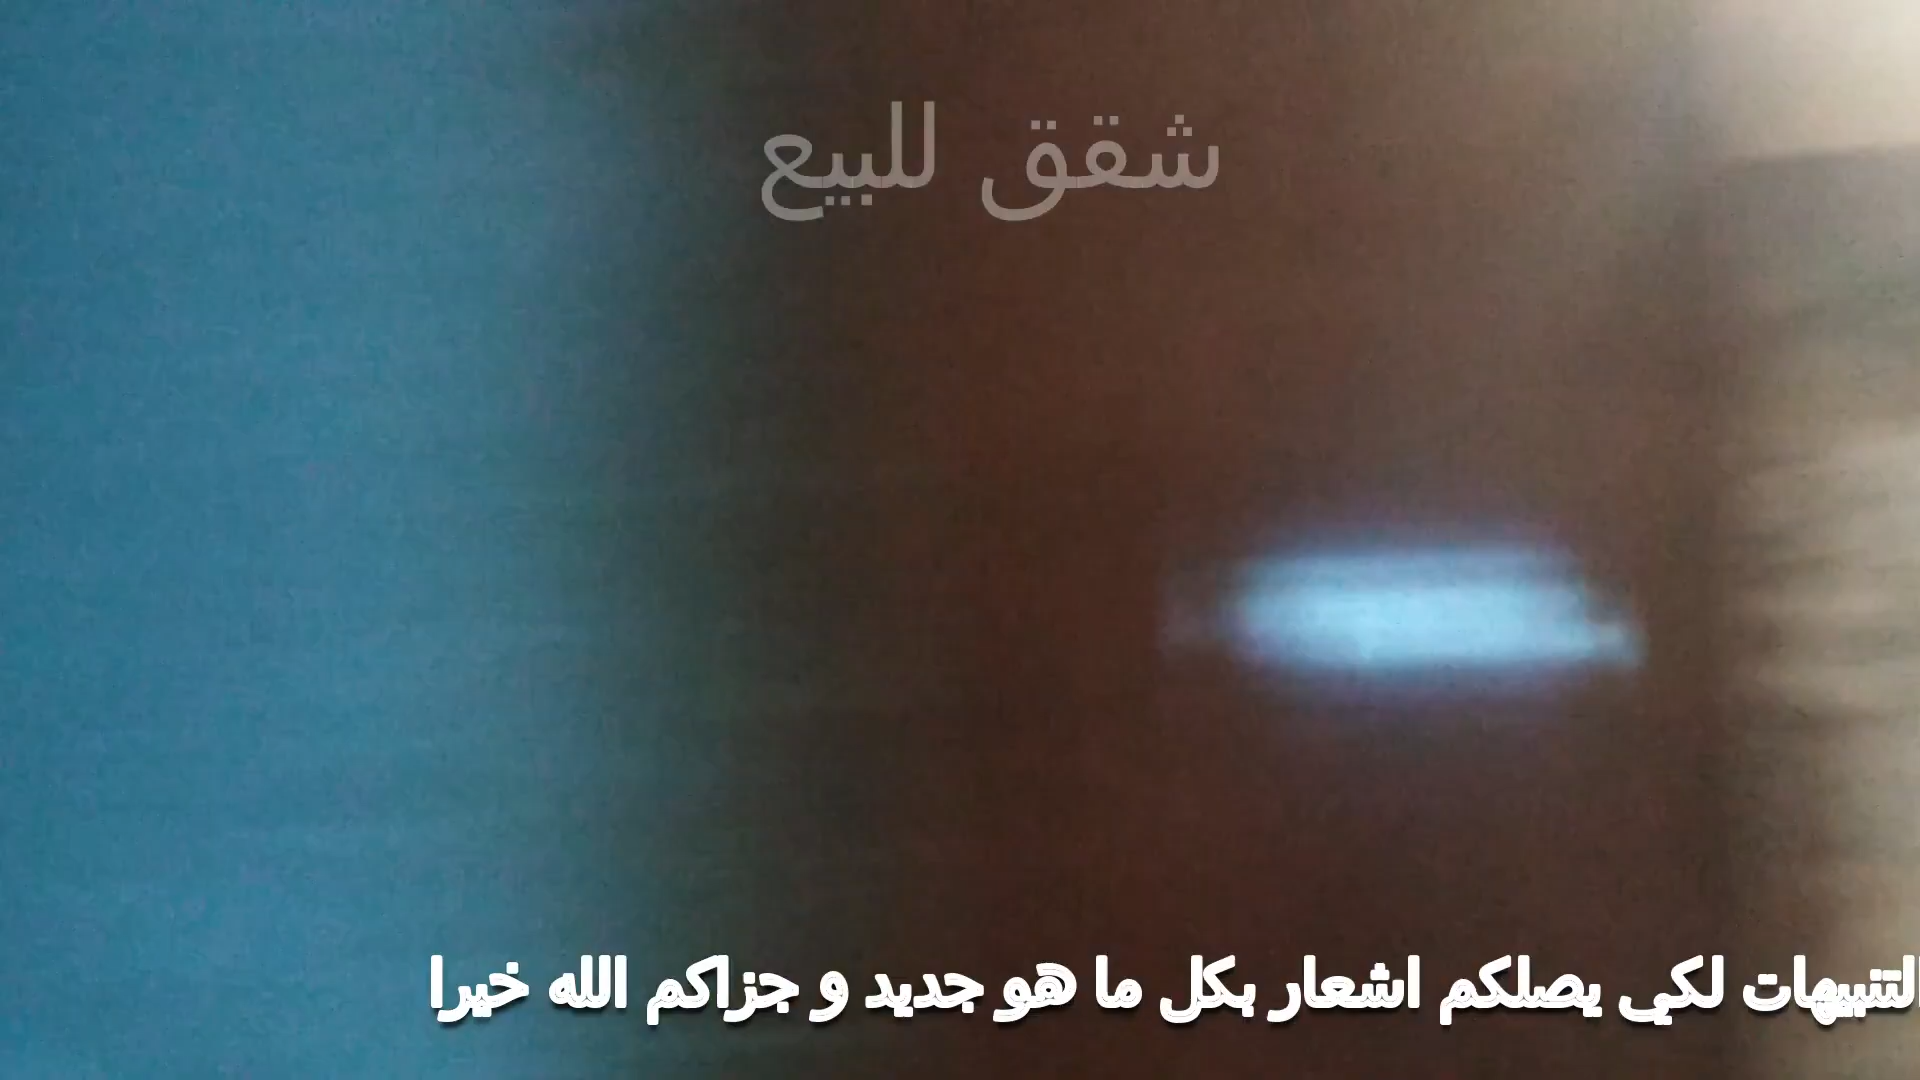 شقق للبيع
التنبيهات لكي يصلكم اشعار بكل ما هو جديد و جزاكم الله خيرا